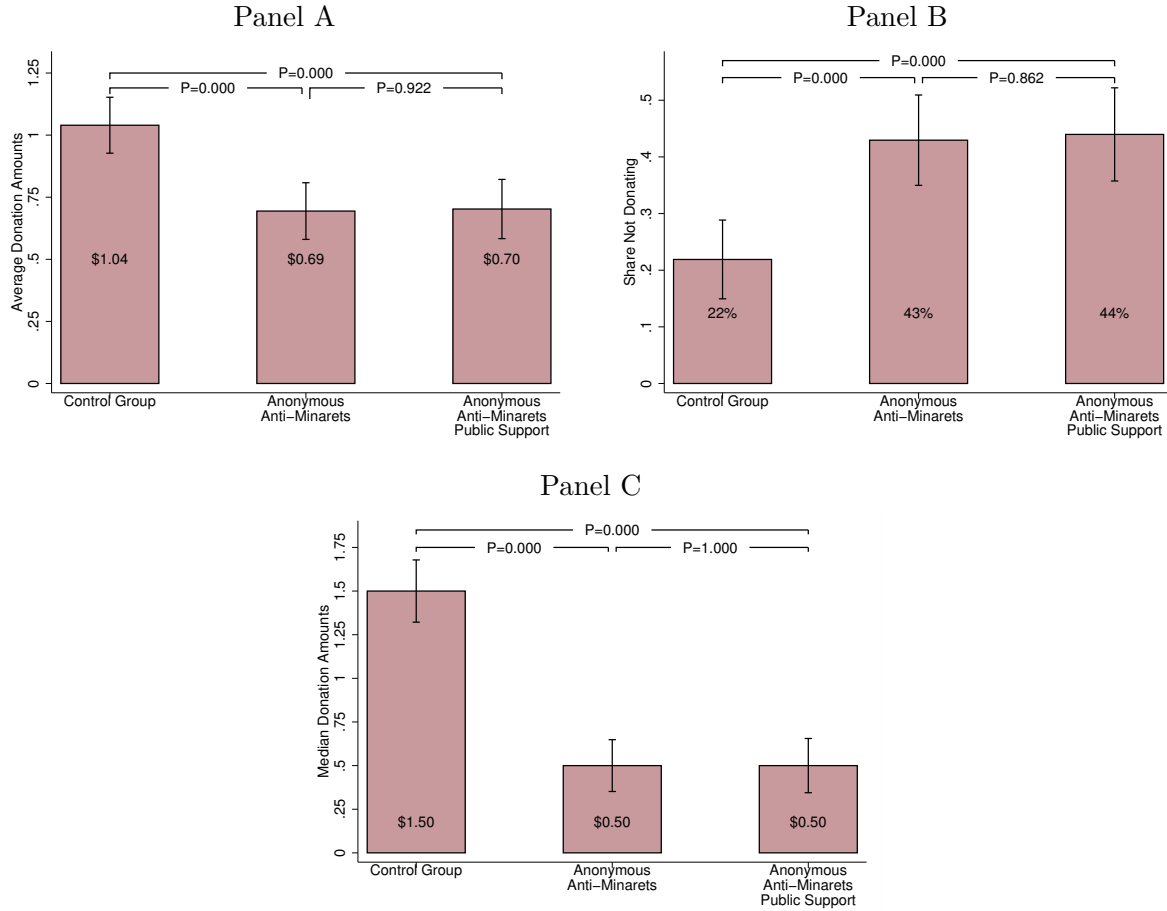 Panel A
P=0.000
P=0.000
P=0.922
Average Donation Amounts
1.25
1
.75
.5
.25
0
$1.04
$0.69
$0.70
Control Group
Anonymous
Anti−Minarets
Anonymous
Anti−Minarets
Public Support
Panel B
P=0.000
P=0.000
P=0.862
Share Not Donating
.5
.4
.3
.2
.1
0
22%
43%
44%
Control Group
Anonymous
Anti−Minarets
Anonymous
Anti−Minarets
Public Support
Panel C
P=0.000
P=0.000
P=1.000
Median Donation Amounts
1.75
1.5
1.25
1
.75
.5
.25
0
$1.50
$0.50
$0.50
Control Group
Anonymous
Anti−Minarets
Anonymous
Anti−Minarets
Public Support